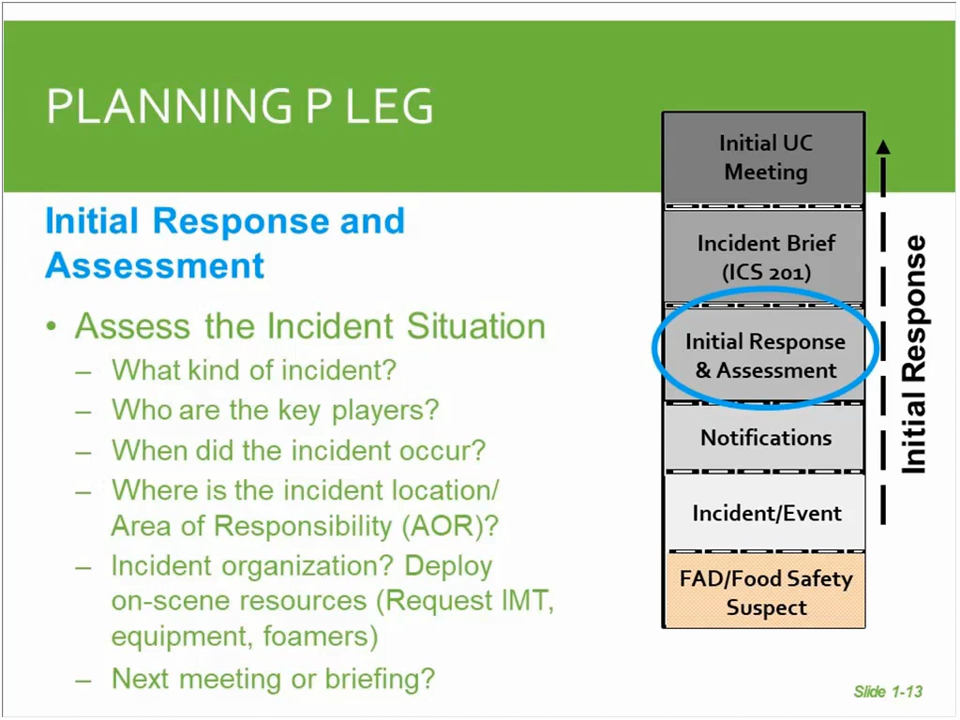 PLANNING P LEG
Initial Response and
Assessment
• Assess the Incident Situation
– What kind of incident?
– Who are the key players?
– When did the incident occur?
– Where is the incident location/
Area of Responsibility (AOR)?
– Incident organization? Deploy
on-scene resources (Request IMT,
equipment, foamers)
– Next meeting or briefing?
Initial UC
Meeting
Incident Brief
(ICS 201)
Initial Response
& Assessment
Notifications
Incident/Event
FAD/Food Safety
Suspect
Initial Response
Slide 1-13